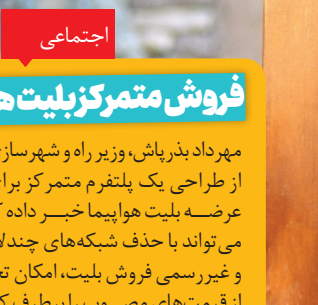 اجتماعی
فروش متمرکز بلیت‌ه
مهرداد بذرپاش، وزیر راه و شهرساز
از طراحی یک پلتفرم متمرکز برا
عرضه بلیت هواپیما خبر داده ک
می‌تواند با حذف شبکه‌های چندلا
و غیررسمی فروش بلیت، امکان تخ